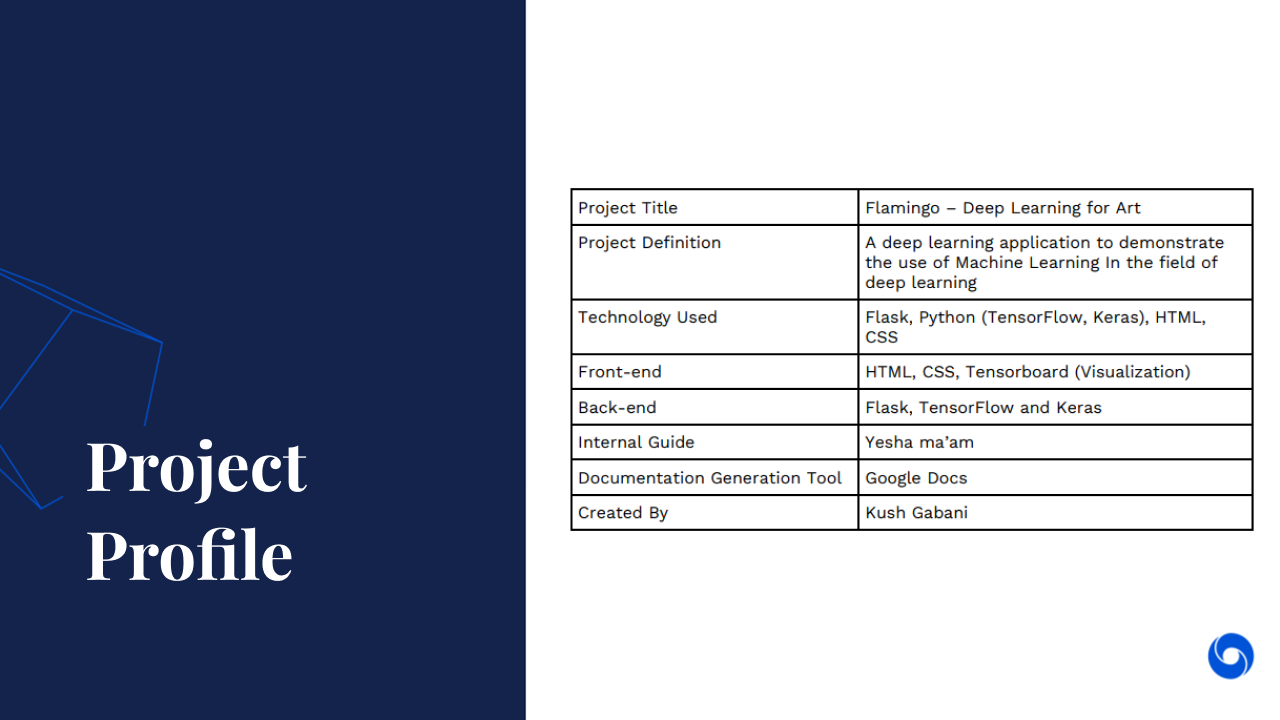 Project
Profile
Project Title
Flamingo – Deep Learning for Art
Project Definition
A deep learning application to demonstrate
the use of Machine Learning In the field of
deep learning
Technology Used
Flask, Python (TensorFlow, Keras), HTML,
CSS
Front-end
HTML, CSS, Tensorboard (Visualization)
Back-end
Flask, TensorFlow and Keras
Internal Guide
Yesha ma’am
Documentation Generation Tool
Google Docs
Created By
Kush Gabani